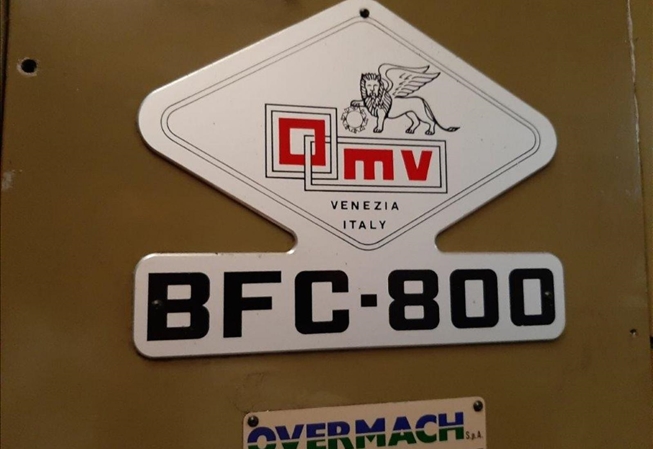 OMV
VENEZIA
ITALY
BFC-800
OVERMACH S.p.A.